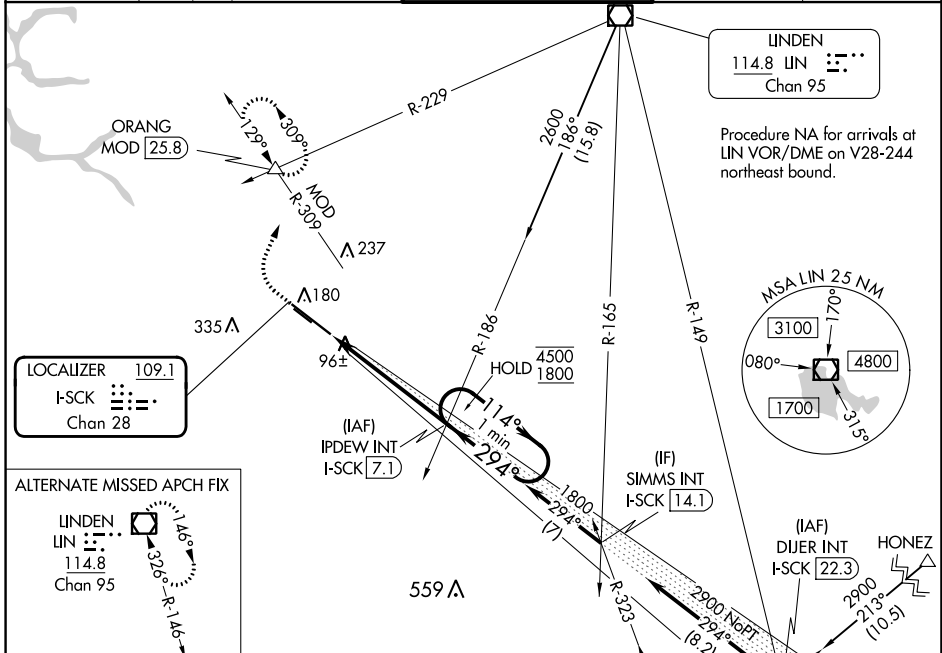 LINDEN
114.8 LIN
Chan 95
Procedure NA for arrivals at
LIN VOR/DME on V28-244
northeast bound.
R-229
2600
186°
(15.8)
ORANG
MOD 25.8
129°
309°
MOD
R-309
237
180
335
96±
R-186
R-165
R-149
MSA LIN 25 NM
3100
170°
080°
4800
1700
315°
LOCALIZER 109.1
I-SCK
Chan 28
HOLD 4500
1800
114°
1 min
294°
(IAF)
IPDEW INT
I-SCK 7.1
1800
294°
(7)
(IF)
SIMMS INT
I-SCK 14.1
ALTERNATE MISSED APCH FIX
LINDEN
LIN
114.8
Chan 95
146°
326°
R-146
559
R-323
2900 NoPT
294°
(8.2)
(IAF)
DIJER INT
I-SCK 22.3
HONEZ
2900
213°
(10.5)